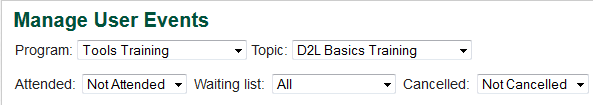 Manage User Events
Program: Tools Training Topic: D2L Basics Training
Attended: Not Attended Waiting list: All Cancelled: Not Cancelled